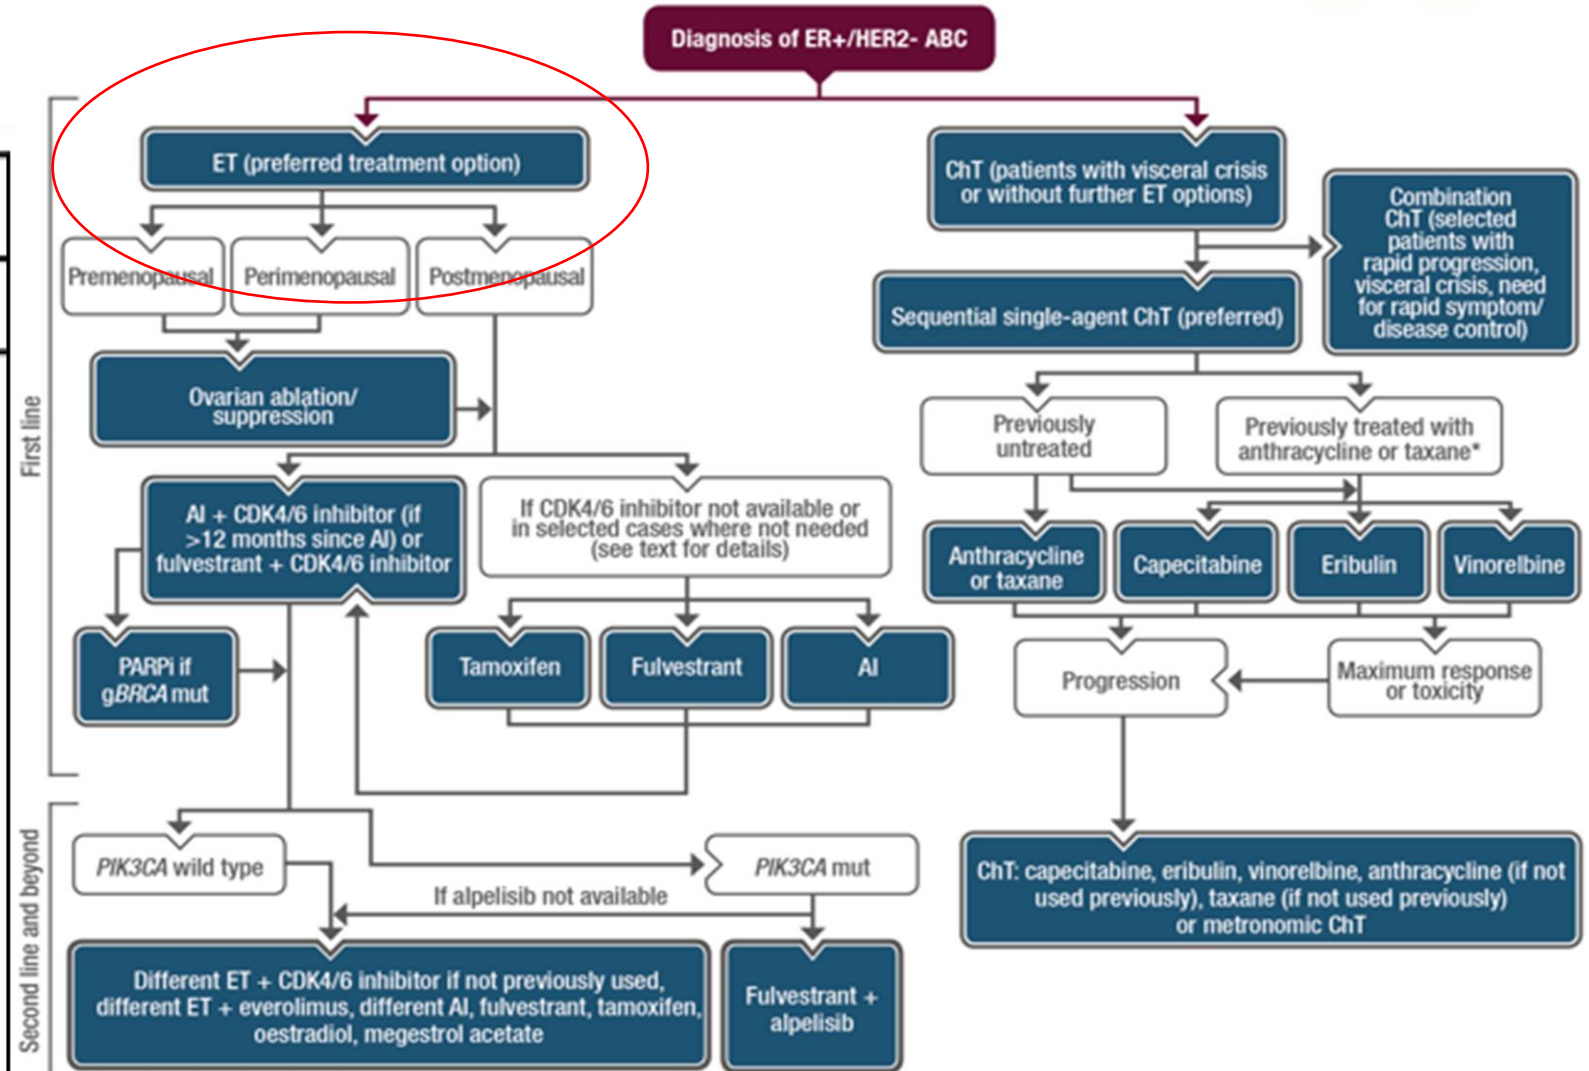 Diagnosis of ER+/HER2- ABC
First line
ET (preferred treatment option)
Premenopausal
Perimenopausal
Postmenopausal
Ovarian ablation/
suppression
AI + CDK4/6 inhibitor (if
>12 months since AI) or
fulvestrant + CDK4/6 inhibitor
If CDK4/6 inhibitor not available or
in selected cases where not needed
(see text for details)
PARPi if
gBRCA mut
Tamoxifen
Fulvestrant
AI
ChT (patients with visceral crisis
or without further ET options)
Combination
ChT (selected
patients with
rapid progression,
visceral crisis, need
for rapid symptom/
disease control)
Sequential single-agent ChT (preferred)
Previously
untreated
Previously treated with
anthracycline or taxane*
Anthracycline
or taxane
Capecitabine
Eribulin
Vinorelbine
Progression
Maximum response
or toxicity
Second line and beyond
PIK3CA wild type
PIK3CA mut
If alpelisib not available
Different ET + CDK4/6 inhibitor if not previously used,
different ET + everolimus, different AI, fulvestrant, tamoxifen,
oestradiol, megestrol acetate
Fulvestrant +
alpelisib
ChT: capecitabine, eribulin, vinorelbine, anthracycline (if not
used previously), taxane (if not used previously)
or metronomic ChT